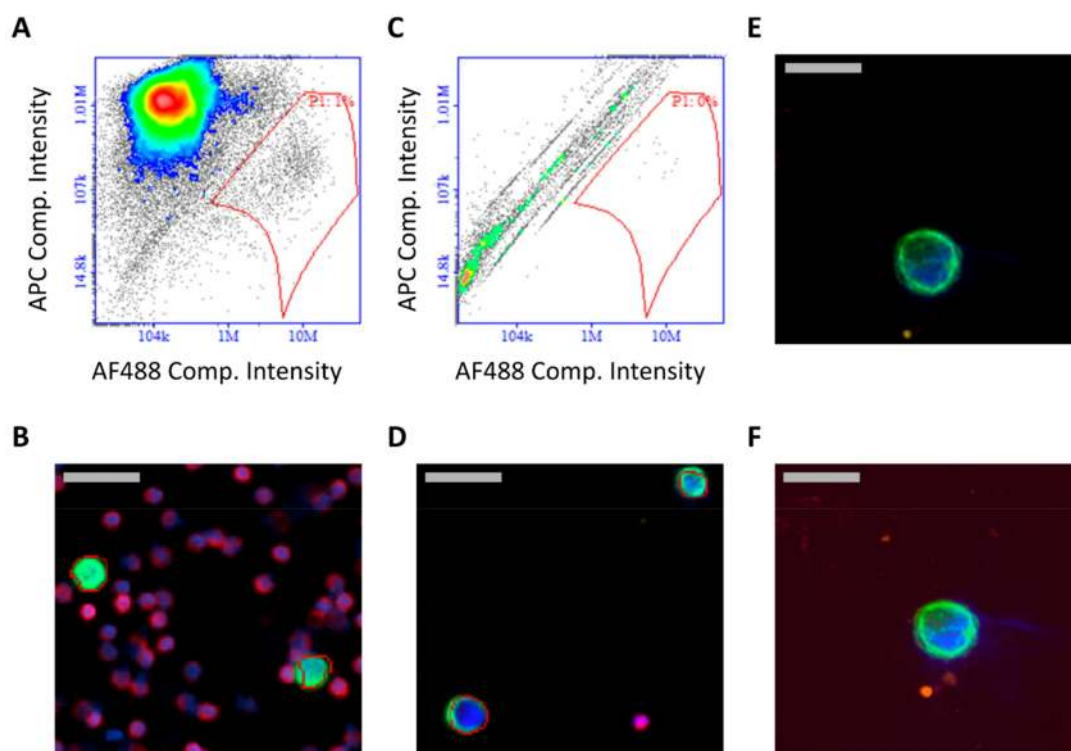 A
APC Comp. Intensity
1.01M
107k
14.8k
P1: 1%
104k
1M
10M
AF488 Comp. Intensity
C
APC Comp. Intensity
1.01M
107k
14.8k
P1: 0%
104k
1M
10M
AF488 Comp. Intensity
E
B
D
F